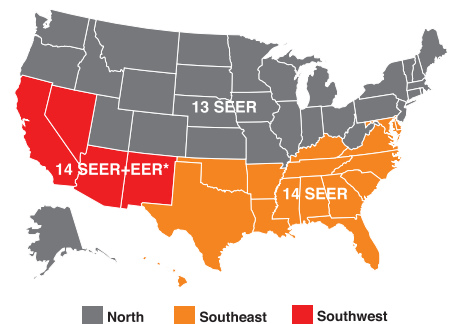 13 SEER
14 SEER+EER*
14 SEER
North
Southeast
Southwest